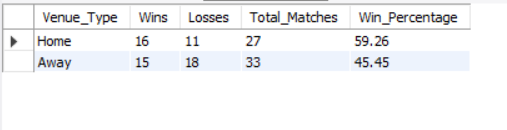 Venue_Type Wins Losses Total_Matches Win_Percentage
Home 16 11 27 59.26
Away 15 18 33 45.45